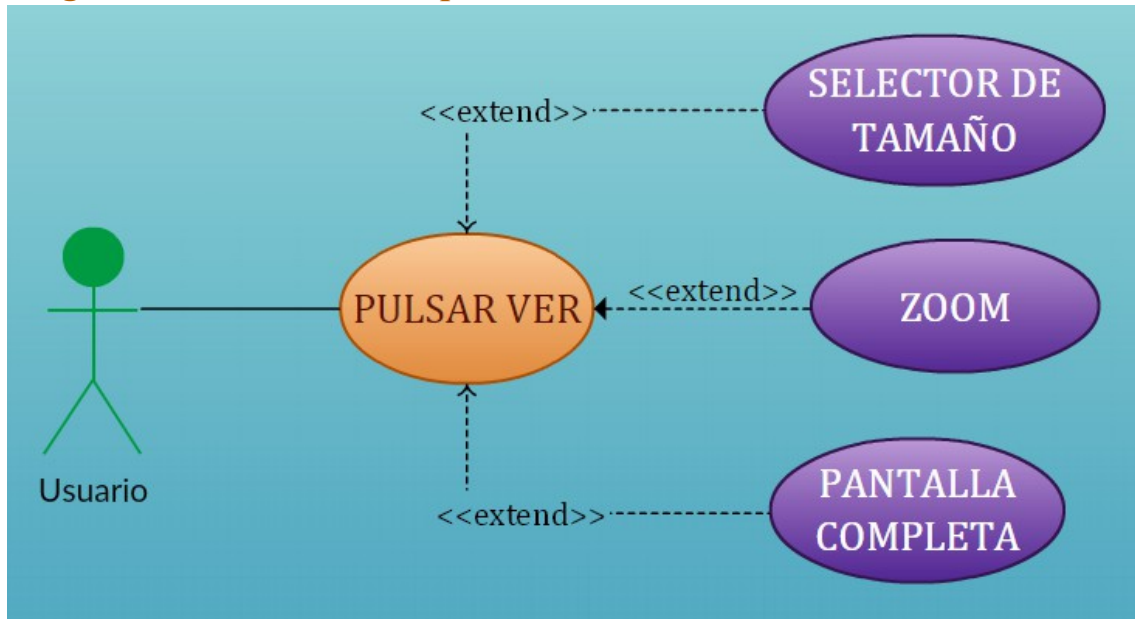 SELECTOR DE
TAMAÑO
<<extend>>
PULSAR VER
<<extend>>
ZOOM
Usuario
PANTALLA
COMPLETA
<<extend>>